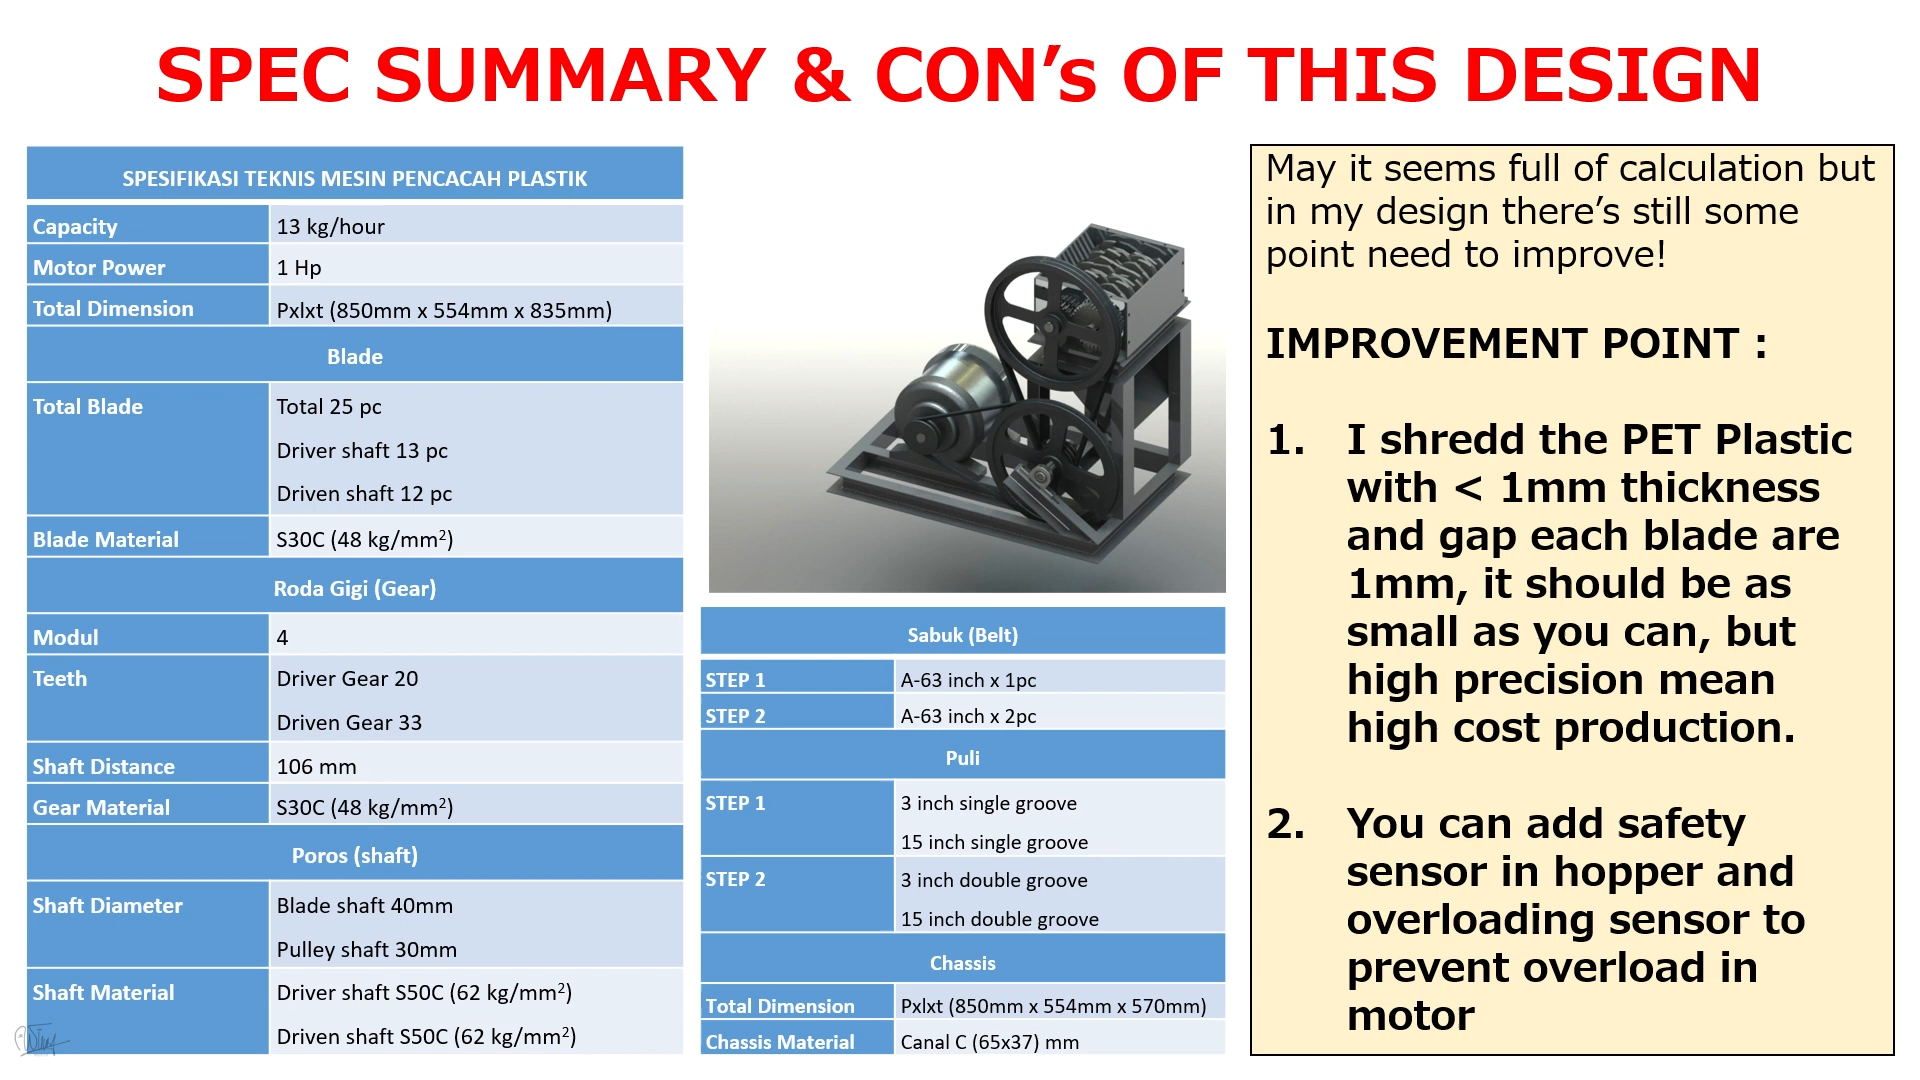 SPEC SUMMARY & CON’s OF THIS DESIGN
SPESIFIKASI TEKNIS MESIN PENCACAH PLASTIK
Capacity 13 kg/hour
Motor Power 1 Hp
Total Dimension Pxlxt (850mm x 554mm x 835mm)
Blade
Total Blade Total 25 pc
Driver shaft 13 pc
Driven shaft 12 pc
Blade Material S30C (48 kg/mm²)
Roda Gigi (Gear)
Modul 4
Teeth Driver Gear 20
Driven Gear 33
Shaft Distance 106 mm
Gear Material S30C (48 kg/mm²)
Poros (shaft)
Shaft Diameter Blade shaft 40mm
Pulley shaft 30mm
Shaft Material Driver shaft S50C (62 kg/mm²)
Driven shaft S50C (62 kg/mm²)
Sabuk (Belt)
STEP 1 A-63 inch x 1pc
STEP 2 A-63 inch x 2pc
Puli
STEP 1 3 inch single groove
15 inch single groove
STEP 2 3 inch double groove
15 inch double groove
Chassis
Total Dimension Pxlxt (850mm x 554mm x 570mm)
Chassis Material Canal C (65x37) mm
May it seems full of calculation but
in my design there’s still some
point need to improve!
IMPROVEMENT POINT :
1. I shredd the PET Plastic
with < 1mm thickness
and gap each blade are
1mm, it should be as
small as you can, but
high precision mean
high cost production.
2. You can add safety
sensor in hopper and
overloading sensor to
prevent overload in
motor